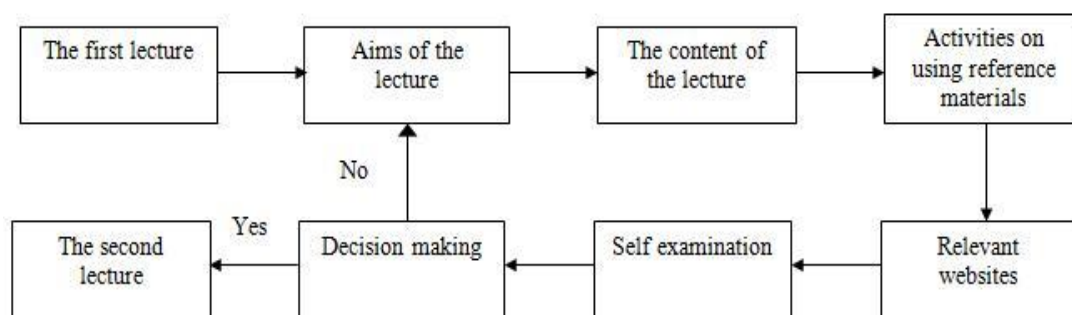 The first lecture
Aims of the
lecture
The content of
the lecture
Activities on
using reference
materials
No
Yes
The second
lecture
Decision making
Self examination
Relevant
websites